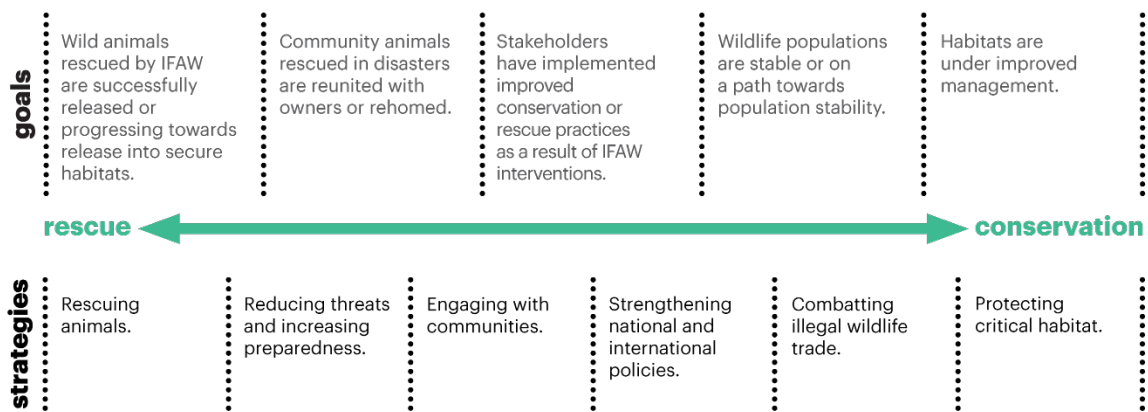 goals
Wild animals
rescued by IFAW
are successfully
released or
progressing towards
release into secure
habitats.
Community animals
rescued in disasters
are reunited with
owners or rehomed.
Stakeholders
have implemented
improved
conservation or
rescue practices
as a result of IFAW
interventions.
Wildlife populations
are stable or on
a path towards
population stability.
Habitats are
under improved
management.
rescue
conservation
strategies
Rescuing
animals.
Reducing threats
and increasing
preparedness.
Engaging with
communities.
Strengthening
national and
international
policies.
Combatting
illegal wildlife
trade.
Protecting
critical habitat.